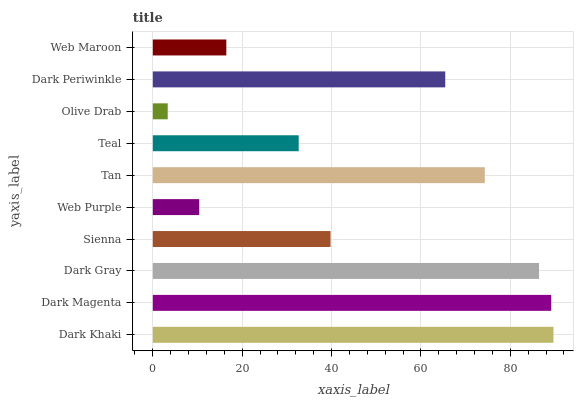 title
Web Maroon
Dark Periwinkle
Olive Drab
Teal
Tan
Web Purple
Sienna
Dark Gray
Dark Magenta
Dark Khaki
yaxis_label
0 20 40 60 80
xaxis_label